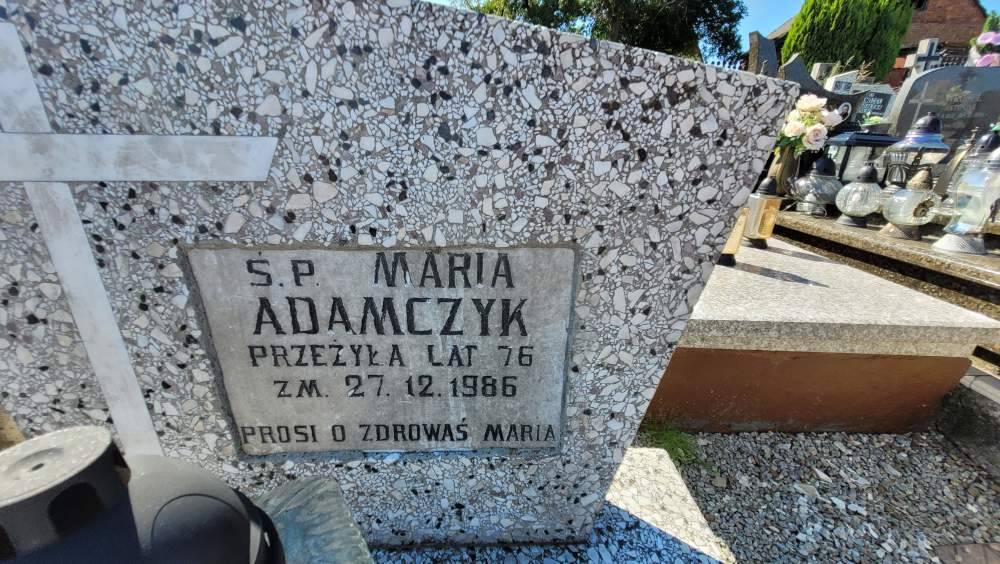 Ś.P. MARIA
ADAMCZYK
PRZEŻYŁA LAT 76
ZM. 27.12.1986
PROSI O ZDROWAŚ MARIA